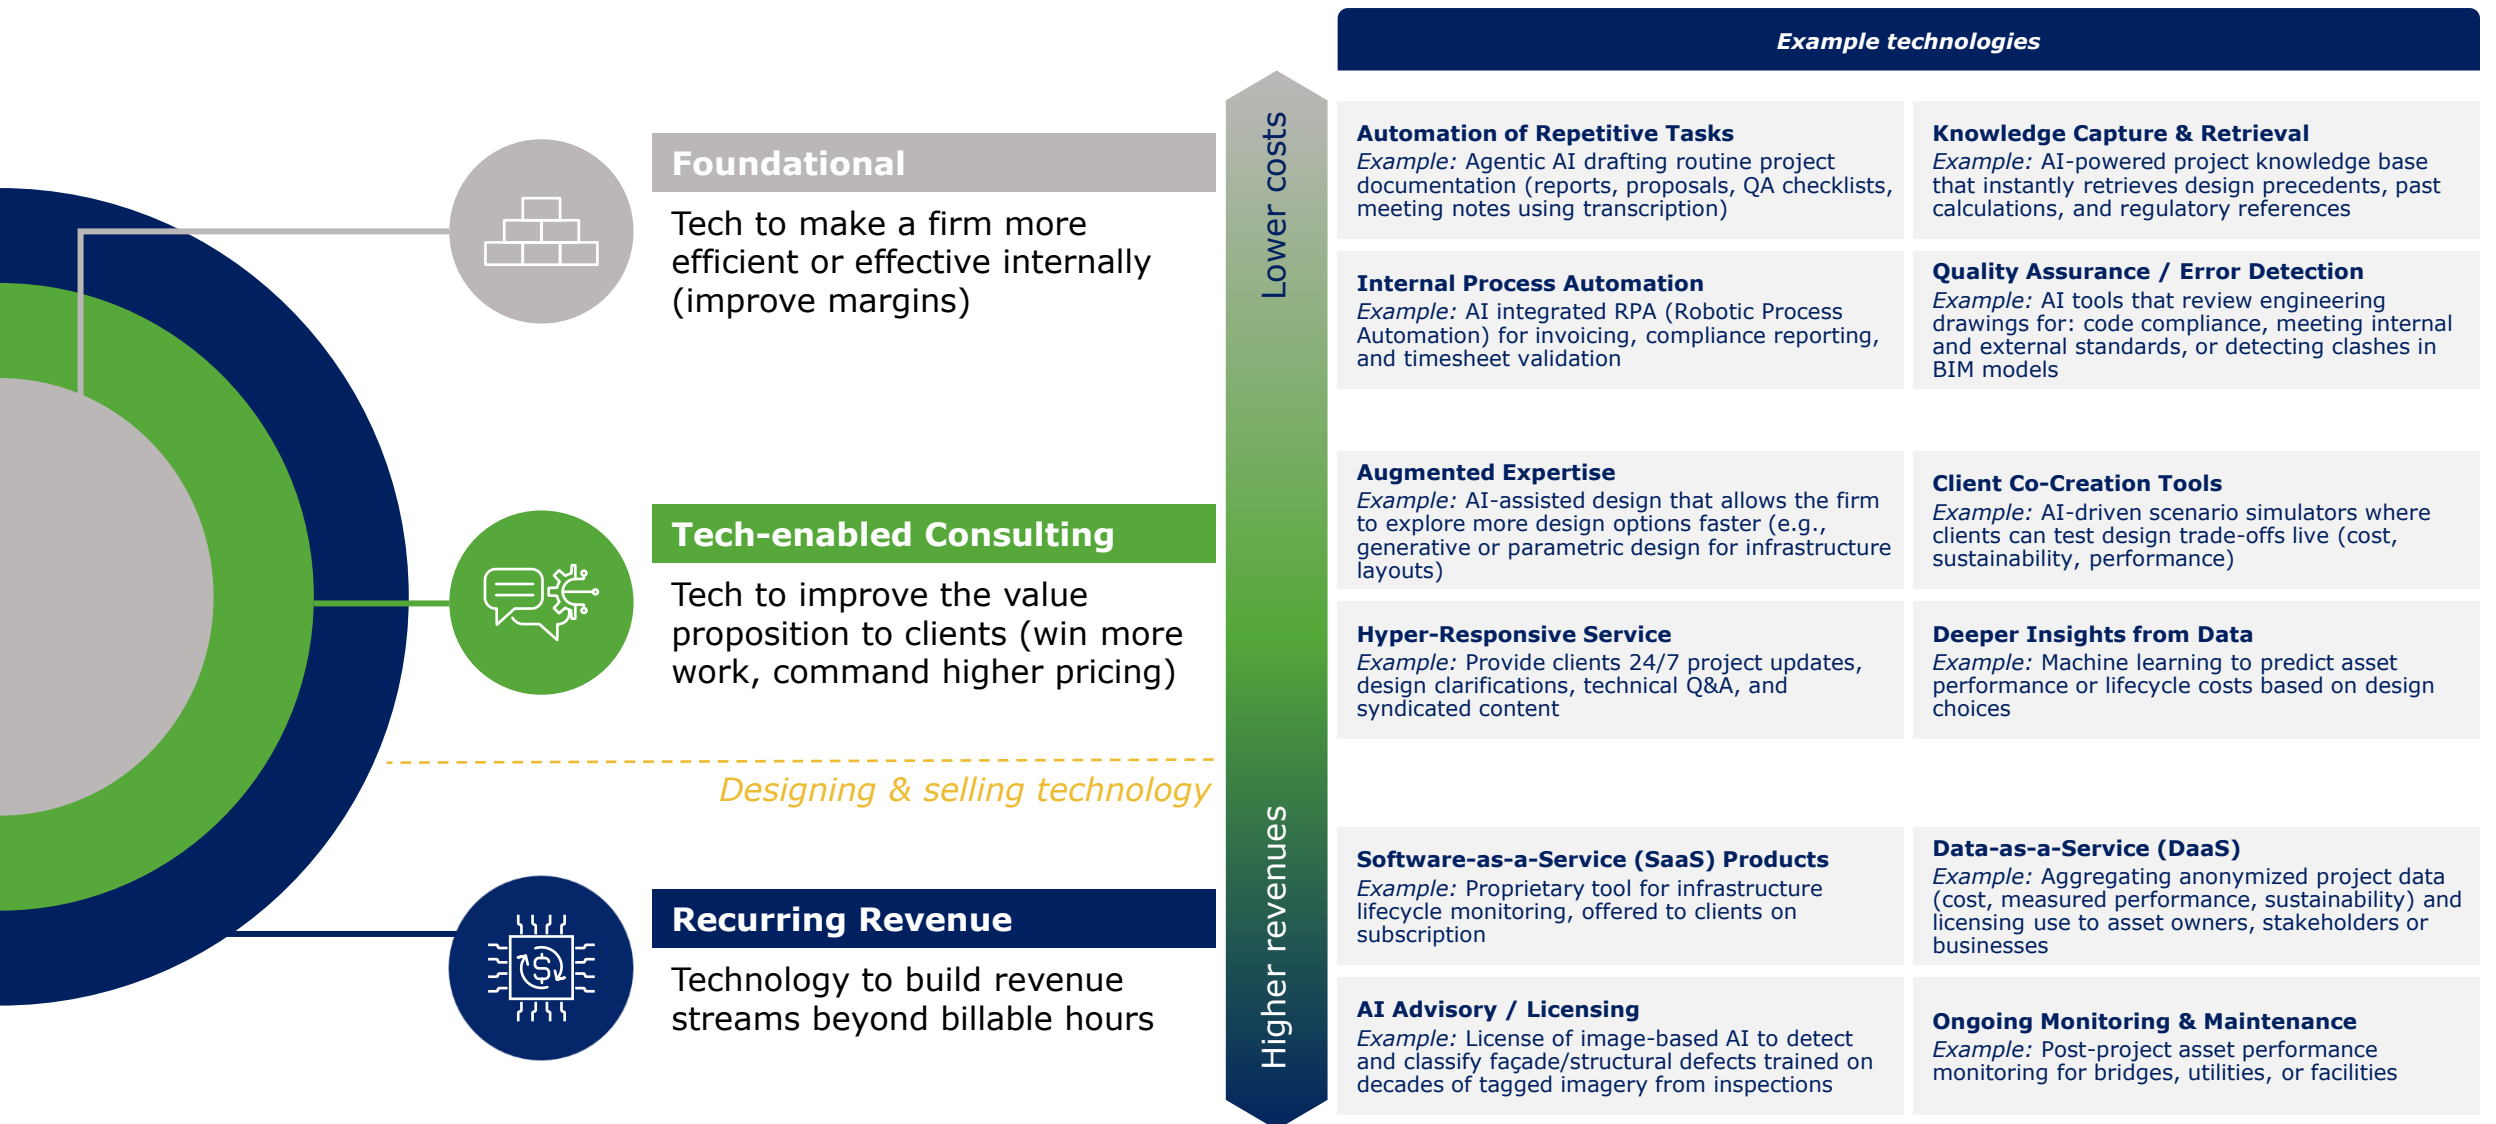 Example technologies
Foundational
Tech to make a firm more
efficient or effective internally
(improve margins)
Tech-enabled Consulting
Tech to improve the value
proposition to clients (win more
work, command higher pricing)
Designing & selling technology
Recurring Revenue
Technology to build revenue
streams beyond billable hours
Lower costs
Higher revenues
Automation of Repetitive Tasks
Example: Agentic AI drafting routine project
documentation (reports, proposals, QA checklists,
meeting notes using transcription)
Knowledge Capture & Retrieval
Example: AI-powered project knowledge base
that instantly retrieves design precedents, past
calculations, and regulatory references
Internal Process Automation
Example: AI integrated RPA (Robotic Process
Automation) for invoicing, compliance reporting,
and timesheet validation
Quality Assurance / Error Detection
Example: AI tools that review engineering
drawings for: code compliance, meeting internal
and external standards, or detecting clashes in
BIM models
Augmented Expertise
Example: AI-assisted design that allows the firm
to explore more design options faster (e.g.,
generative or parametric design for infrastructure
layouts)
Client Co-Creation Tools
Example: AI-driven scenario simulators where
clients can test design trade-offs live (cost,
sustainability, performance)
Hyper-Responsive Service
Example: Provide clients 24/7 project updates,
design clarifications, technical Q&A, and
syndicated content
Deeper Insights from Data
Example: Machine learning to predict asset
performance or lifecycle costs based on design
choices
Software-as-a-Service (SaaS) Products
Example: Proprietary tool for infrastructure
lifecycle monitoring, offered to clients on
subscription
Data-as-a-Service (DaaS)
Example: Aggregating anonymized project data
(cost, measured performance, sustainability) and
licensing use to asset owners, stakeholders or
businesses
AI Advisory / Licensing
Example: License of image-based AI to detect
and classify façade/structural defects trained on
decades of tagged imagery from inspections
Ongoing Monitoring & Maintenance
Example: Post-project asset performance
monitoring for bridges, utilities, or facilities